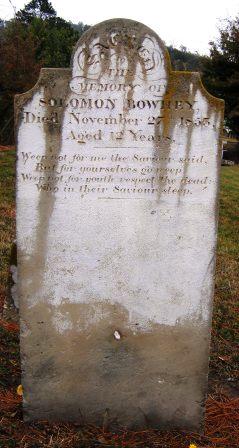 THE
MEMORY OF
SOLOMON BOWREY
Died November 27th 1855,
Aged 12 Years.
Weep not for me the Saviour said,
But for yourselves go weep
Weep not, for youth respect the dead
Who in their Saviour sleep.